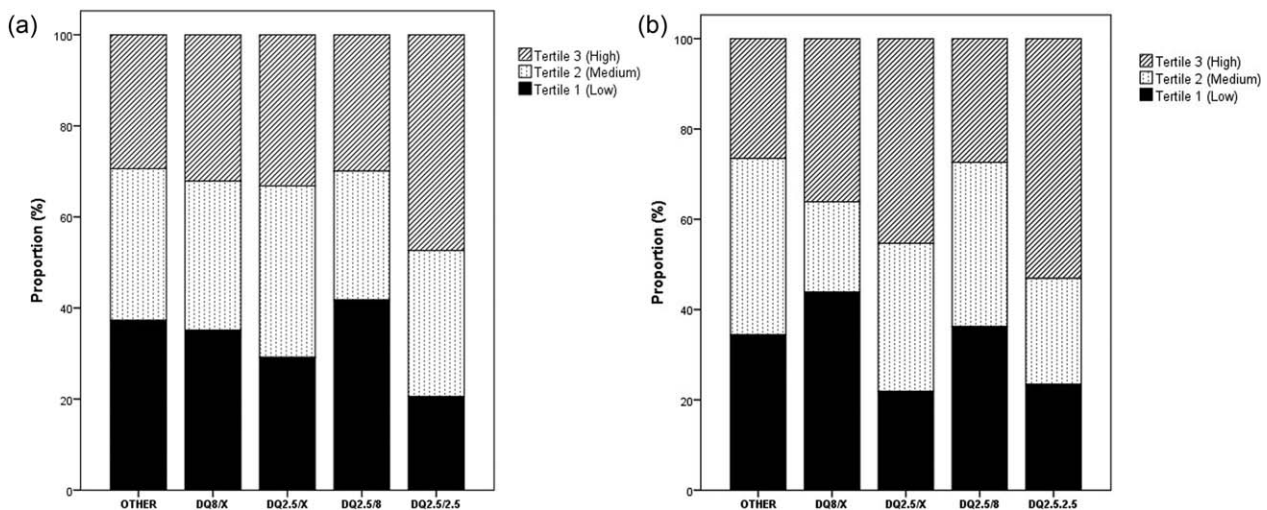 (a)
Proportion (%)
100
80
60
40
20
0
OTHER
DQ8/X
DQ2.5/X
DQ2.5/8
DQ2.5/2.5
Tertile 3 (High)
Tertile 2 (Medium)
Tertile 1 (Low)
(b)
Proportion (%)
100
80
60
40
20
0
OTHER
DQ8/X
DQ2.5/X
DQ2.5/8
DQ2.5.2.5
Tertile 3 (High)
Tertile 2 (Medium)
Tertile 1 (Low)